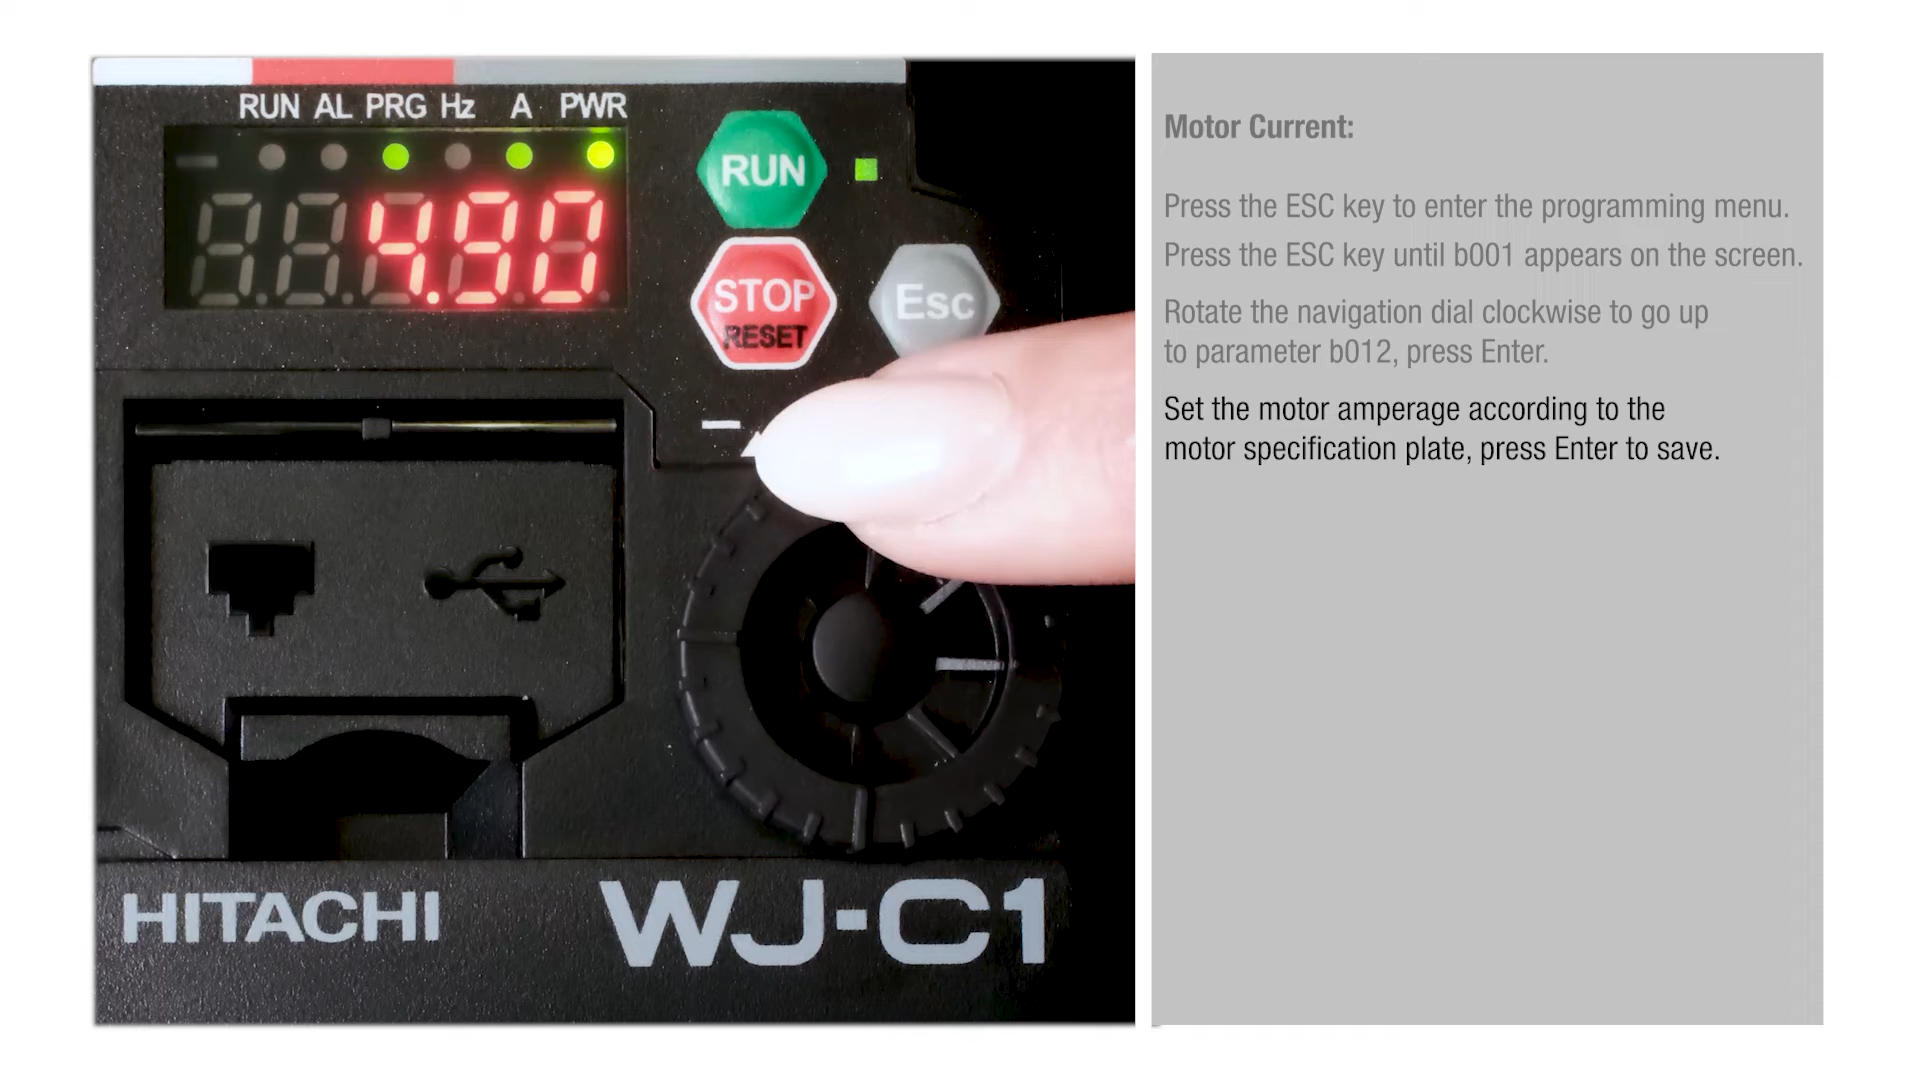 RUN AL PRG Hz A PWR
4.90
RUN
STOP
RESET
Esc
HITACHI
WJ-C1
Motor Current:
Press the ESC key to enter the programming menu.
Press the ESC key until b001 appears on the screen.
Rotate the navigation dial clockwise to go up
to parameter b012, press Enter.
Set the motor amperage according to the
motor specification plate, press Enter to save.